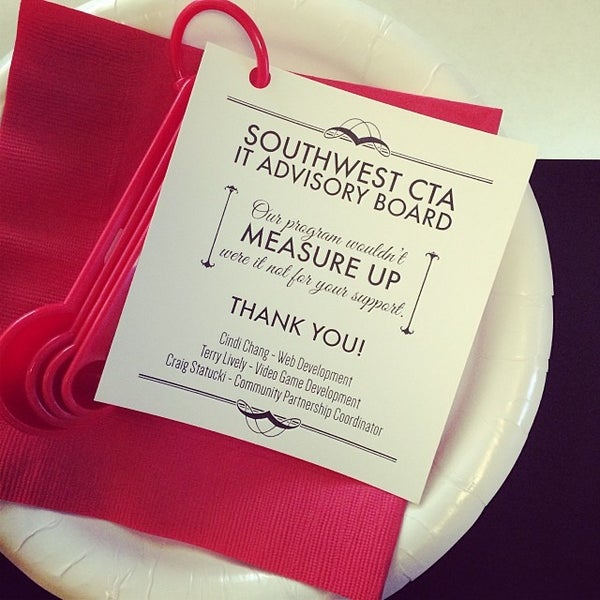 SOUTHWEST CTA
IT ADVISORY BOARD
Our program wouldn't
MEASURE UP
were it not for your support.
THANK YOU!
Cindi Chang - Web Development
Terry Lively - Video Game Development
Craig Statucki - Community Partnership Coordinator